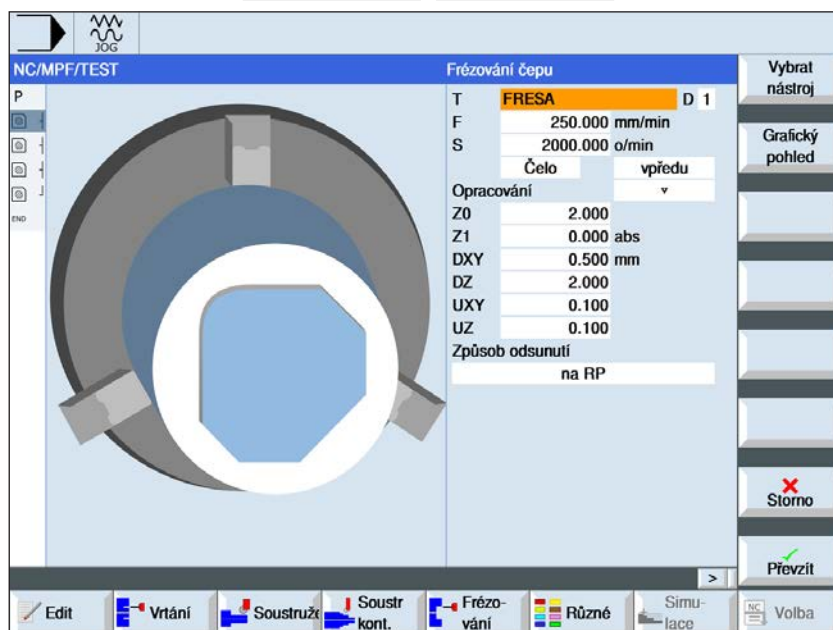 JOG
NC/MPF/TEST
Frézování čepu
P
END
T FRESA D 1
F 250.000 mm/min
S 2000.000 o/min
Čelo vpředu
Opracování ▿
Z0 2.000
Z1 0.000 abs
DXY 0.500 mm
DZ 2.000
UXY 0.100
UZ 0.100
Způsob odsunutí
na RP
Vybrat
nástroj
Grafický
pohled
Storno
Převzít
>
Edit
Vrtání
Soustruže
Soustr
kont.
Frézo-
vání
Různé
Simu-
lace
NC
Volba